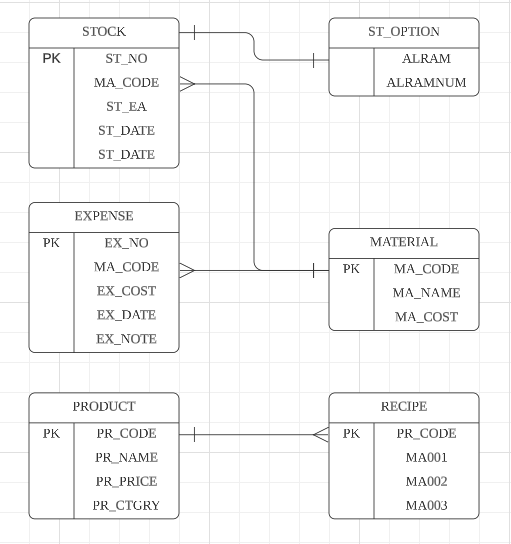 STOCK
PK ST_NO
MA_CODE
ST_EA
ST_DATE
ST_DATE
ST_OPTION
ALRAM
ALRAMNUM
EXPENSE
PK EX_NO
MA_CODE
EX_COST
EX_DATE
EX_NOTE
MATERIAL
PK MA_CODE
MA_NAME
MA_COST
PRODUCT
PK PR_CODE
PR_NAME
PR_PRICE
PR_CTGRY
RECIPE
PK PR_CODE
MA001
MA002
MA003